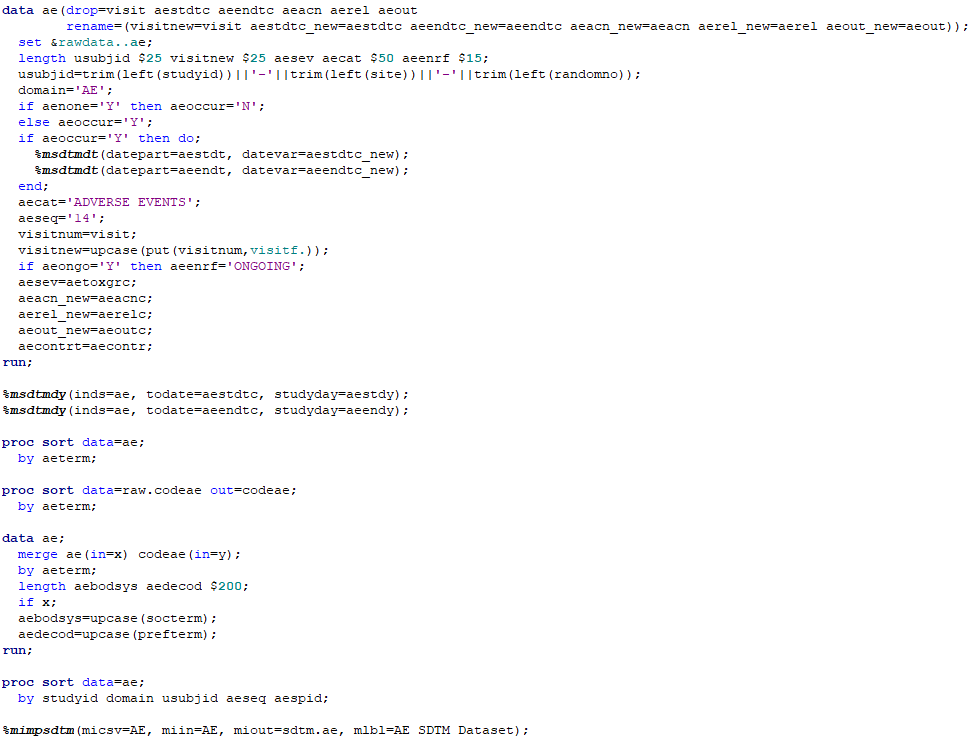 data ae(drop=visit aestdtc aeendtc aeacn aerel aeout
        rename=(visitnew=visit aestdtc_new=aestdtc aeendtc_new=aeendtc aeacn_new=aeacn aerel_new=aerel aeout_new=aeout));
  set &rawdata..ae;
  length usubjid $25 visitnew $25 aesev aecat $50 aeenrf $15;
  usubjid=trim(left(studyid))||'-'||trim(left(site))||'-'||trim(left(randomno));
  domain='AE';
  if aenone='Y' then aeoccur='N';
  else aeoccur='Y';
  if aeoccur='Y' then do;
    %msdtmdt(datepart=aestdt, datevar=aestdtc_new);
    %msdtmdt(datepart=aeendt, datevar=aeendtc_new);
  end;
  aecat='ADVERSE EVENTS';
  aeseq='14';
  visitnum=visit;
  visitnew=upcase(put(visitnum,visitf.));
  if aeongo='Y' then aeenrf='ONGOING';
  aesev=aetoxgrc;
  aeacn_new=aeacnc;
  aerel_new=aerelc;
  aeout_new=aeoutc;
  aecontrt=aecontr;
run;

%msdtmdy(inds=ae, todate=aestdtc, studyday=aestdy);
%msdtmdy(inds=ae, todate=aeendtc, studyday=aeendy);

proc sort data=ae;
  by aeterm;

proc sort data=raw.codeae out=codeae;
  by aeterm;

data ae;
  merge ae(in=x) codeae(in=y);
  by aeterm;
  length aebodsys aedecod $200;
  if x;
  aebodsys=upcase(socterm);
  aedecod=upcase(prefterm);
run;

proc sort data=ae;
  by studyid domain usubjid aeseq aespid;

%mimpsdtm(micsv=AE, miin=AE, miout=sdtm.ae, mlbl=AE SDTM Dataset);